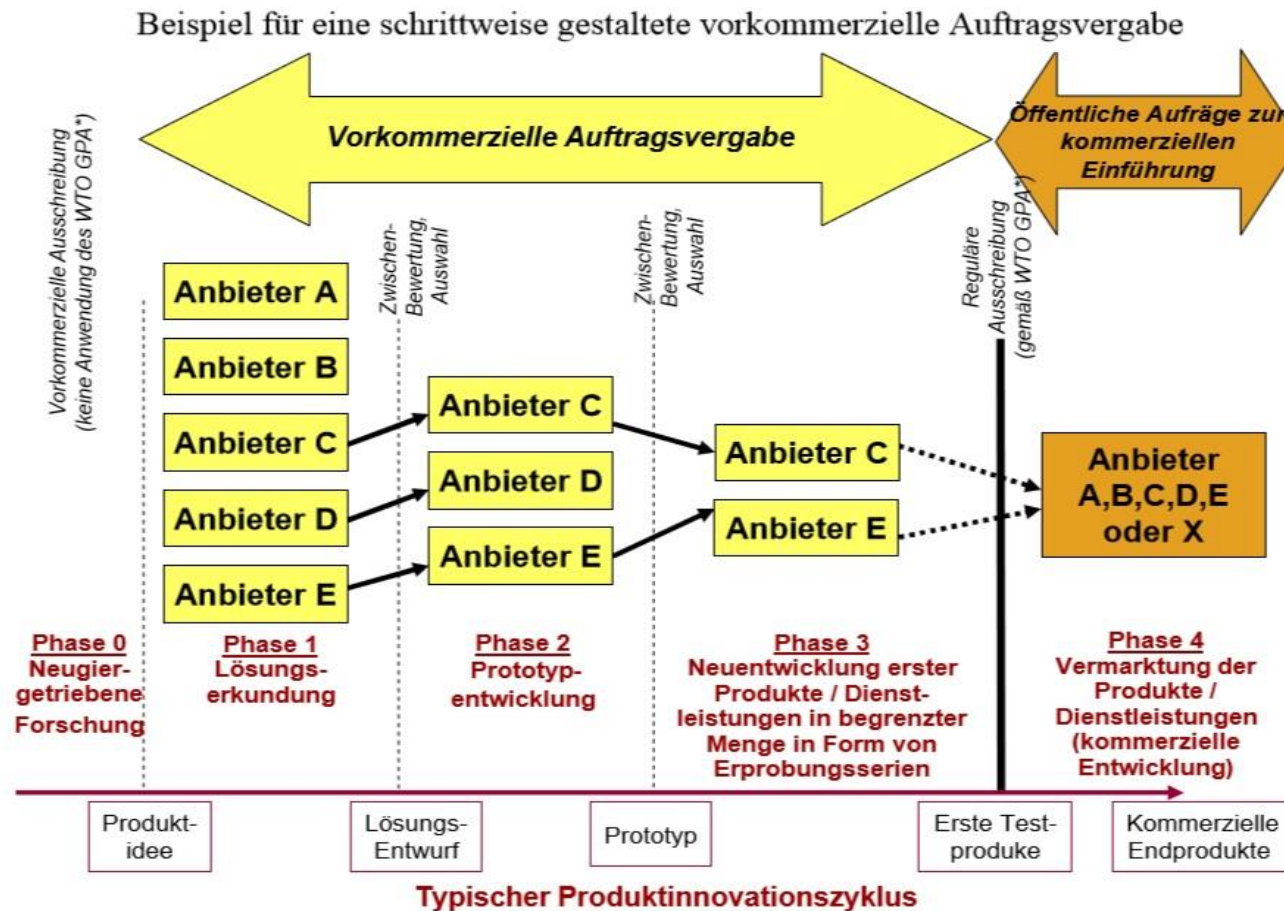 Beispiel für eine schrittweise gestaltete vorkommerzielle Auftragsvergabe
Vorkommerzielle Auftragsvergabe
Öffentliche Aufräge zur
kommerziellen
Einführung
Vorkommerzielle Ausschreibung
(keine Anwendung des WTO GPA*)
Zwischen-
Bewertung,
Auswahl
Zwischen-
Bewertung,
Auswahl
Reguläre
Ausschreibung
(gemäß WTO GPA*)
Anbieter A
Anbieter B
Anbieter C
Anbieter D
Anbieter E
Anbieter C
Anbieter D
Anbieter E
Anbieter C
Anbieter E
Anbieter
A,B,C,D,E
oder X
Phase 0
Neugier-
getriebene
Forschung
Phase 1
Lösungs-
erkundung
Phase 2
Prototyp-
entwicklung
Phase 3
Neuentwicklung erster
Produkte / Dienst-
leistungen in begrenzter
Menge in Form von
Erprobungsserien
Phase 4
Vermarktung der
Produkte /
Dienstleistungen
(kommerzielle
Entwicklung)
Produkt-
idee
Lösungs-
Entwurf
Prototyp
Erste Test-
produke
Kommerzielle
Endprodukte
Typischer Produktinnovationszyklus